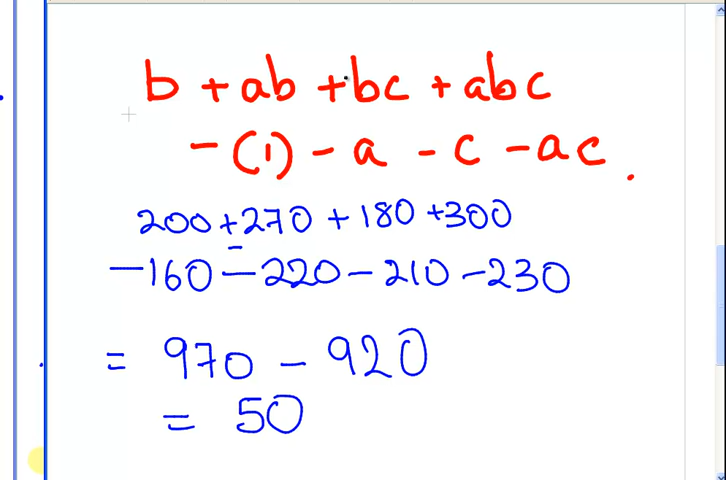 b + ab + bc + abc
- (1) - a - c - ac .
200 + 270 + 180 + 300
- 160 - 220 - 210 - 230
= 970 - 920
= 50